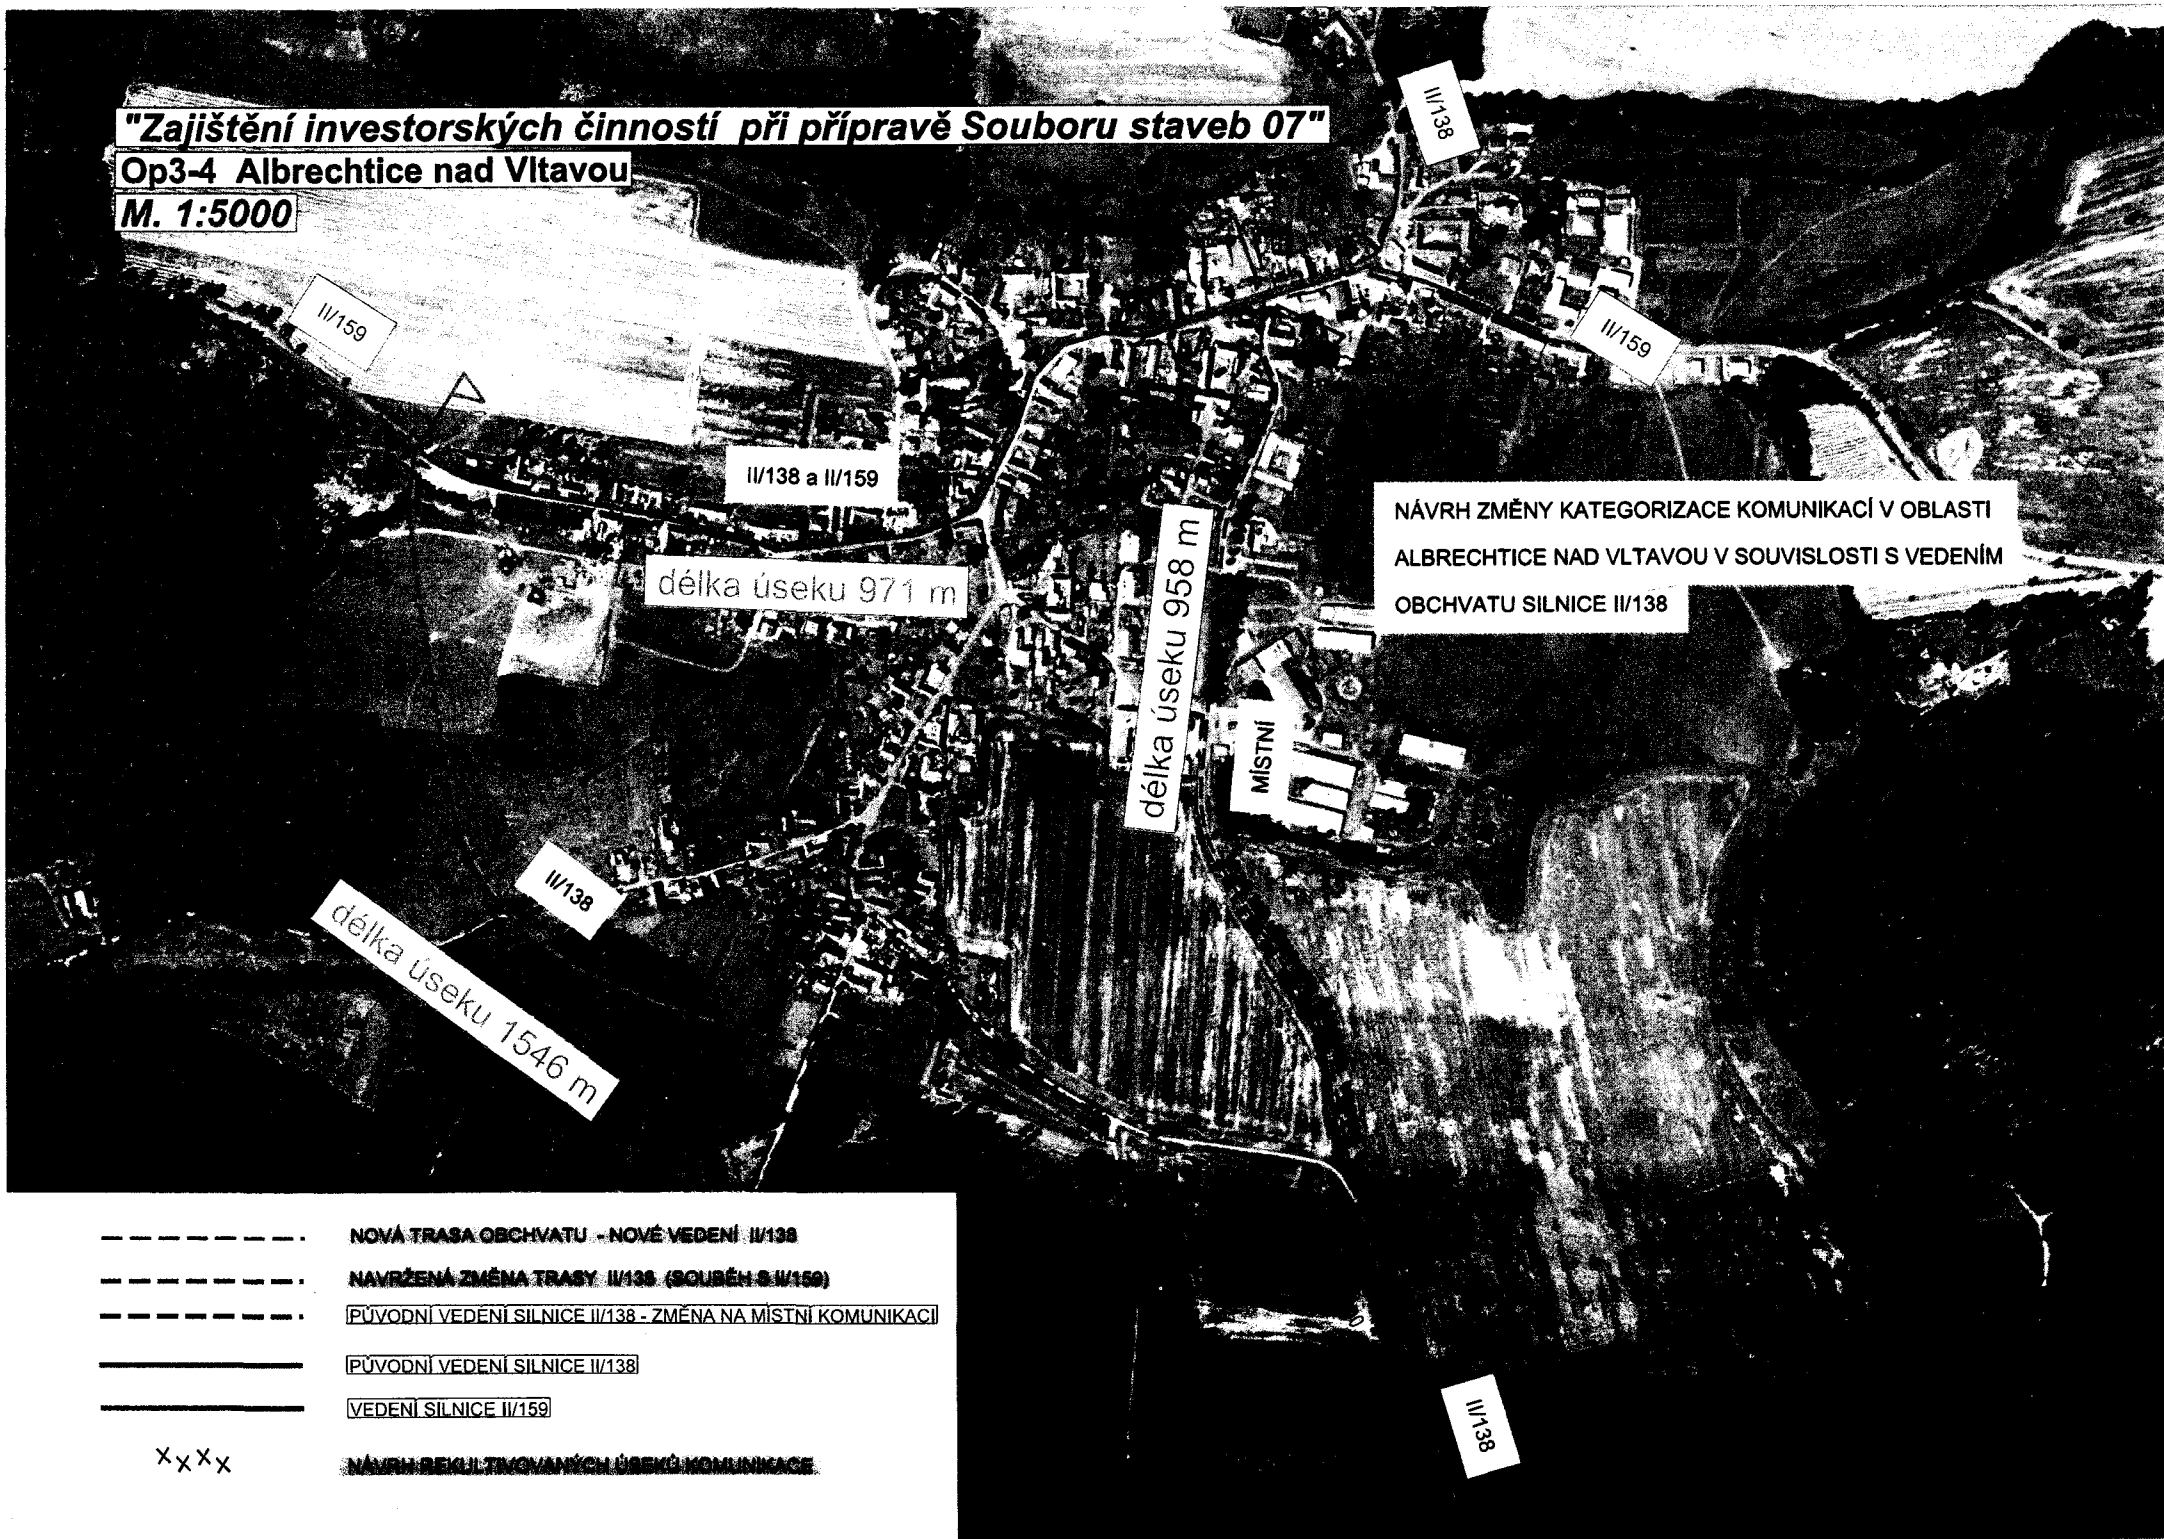 "Zajištění investorských činností při přípravě Souboru staveb 07"
Op3-4 Albrechtice nad Vltavou
M. 1:5000
II/138
II/159
II/159
II/138 a II/159
NÁVRH ZMĚNY KATEGORIZACE KOMUNIKACÍ V OBLASTI
ALBRECHTICE NAD VLTAVOU V SOUVISLOSTI S VEDENÍM
OBCHVATU SILNICE II/138
délka úseku 971 m
délka úseku 958 m
MÍSTNÍ
II/138
délka úseku 1546 m
NOVÁ TRASA OBCHVATU - NOVÉ VEDENÍ II/138
NAVRŽENÁ ZMĚNA TRASY II/138 (SOUBĚH S II/159)
PŮVODNÍ VEDENÍ SILNICE II/138 - ZMĚNA NA MÍSTNÍ KOMUNIKACI
PŮVODNÍ VEDENÍ SILNICE II/138
VEDENÍ SILNICE II/159
NÁVRH REKULTIVOVANÝCH ÚSEKŮ KOMUNIKACE
II/138